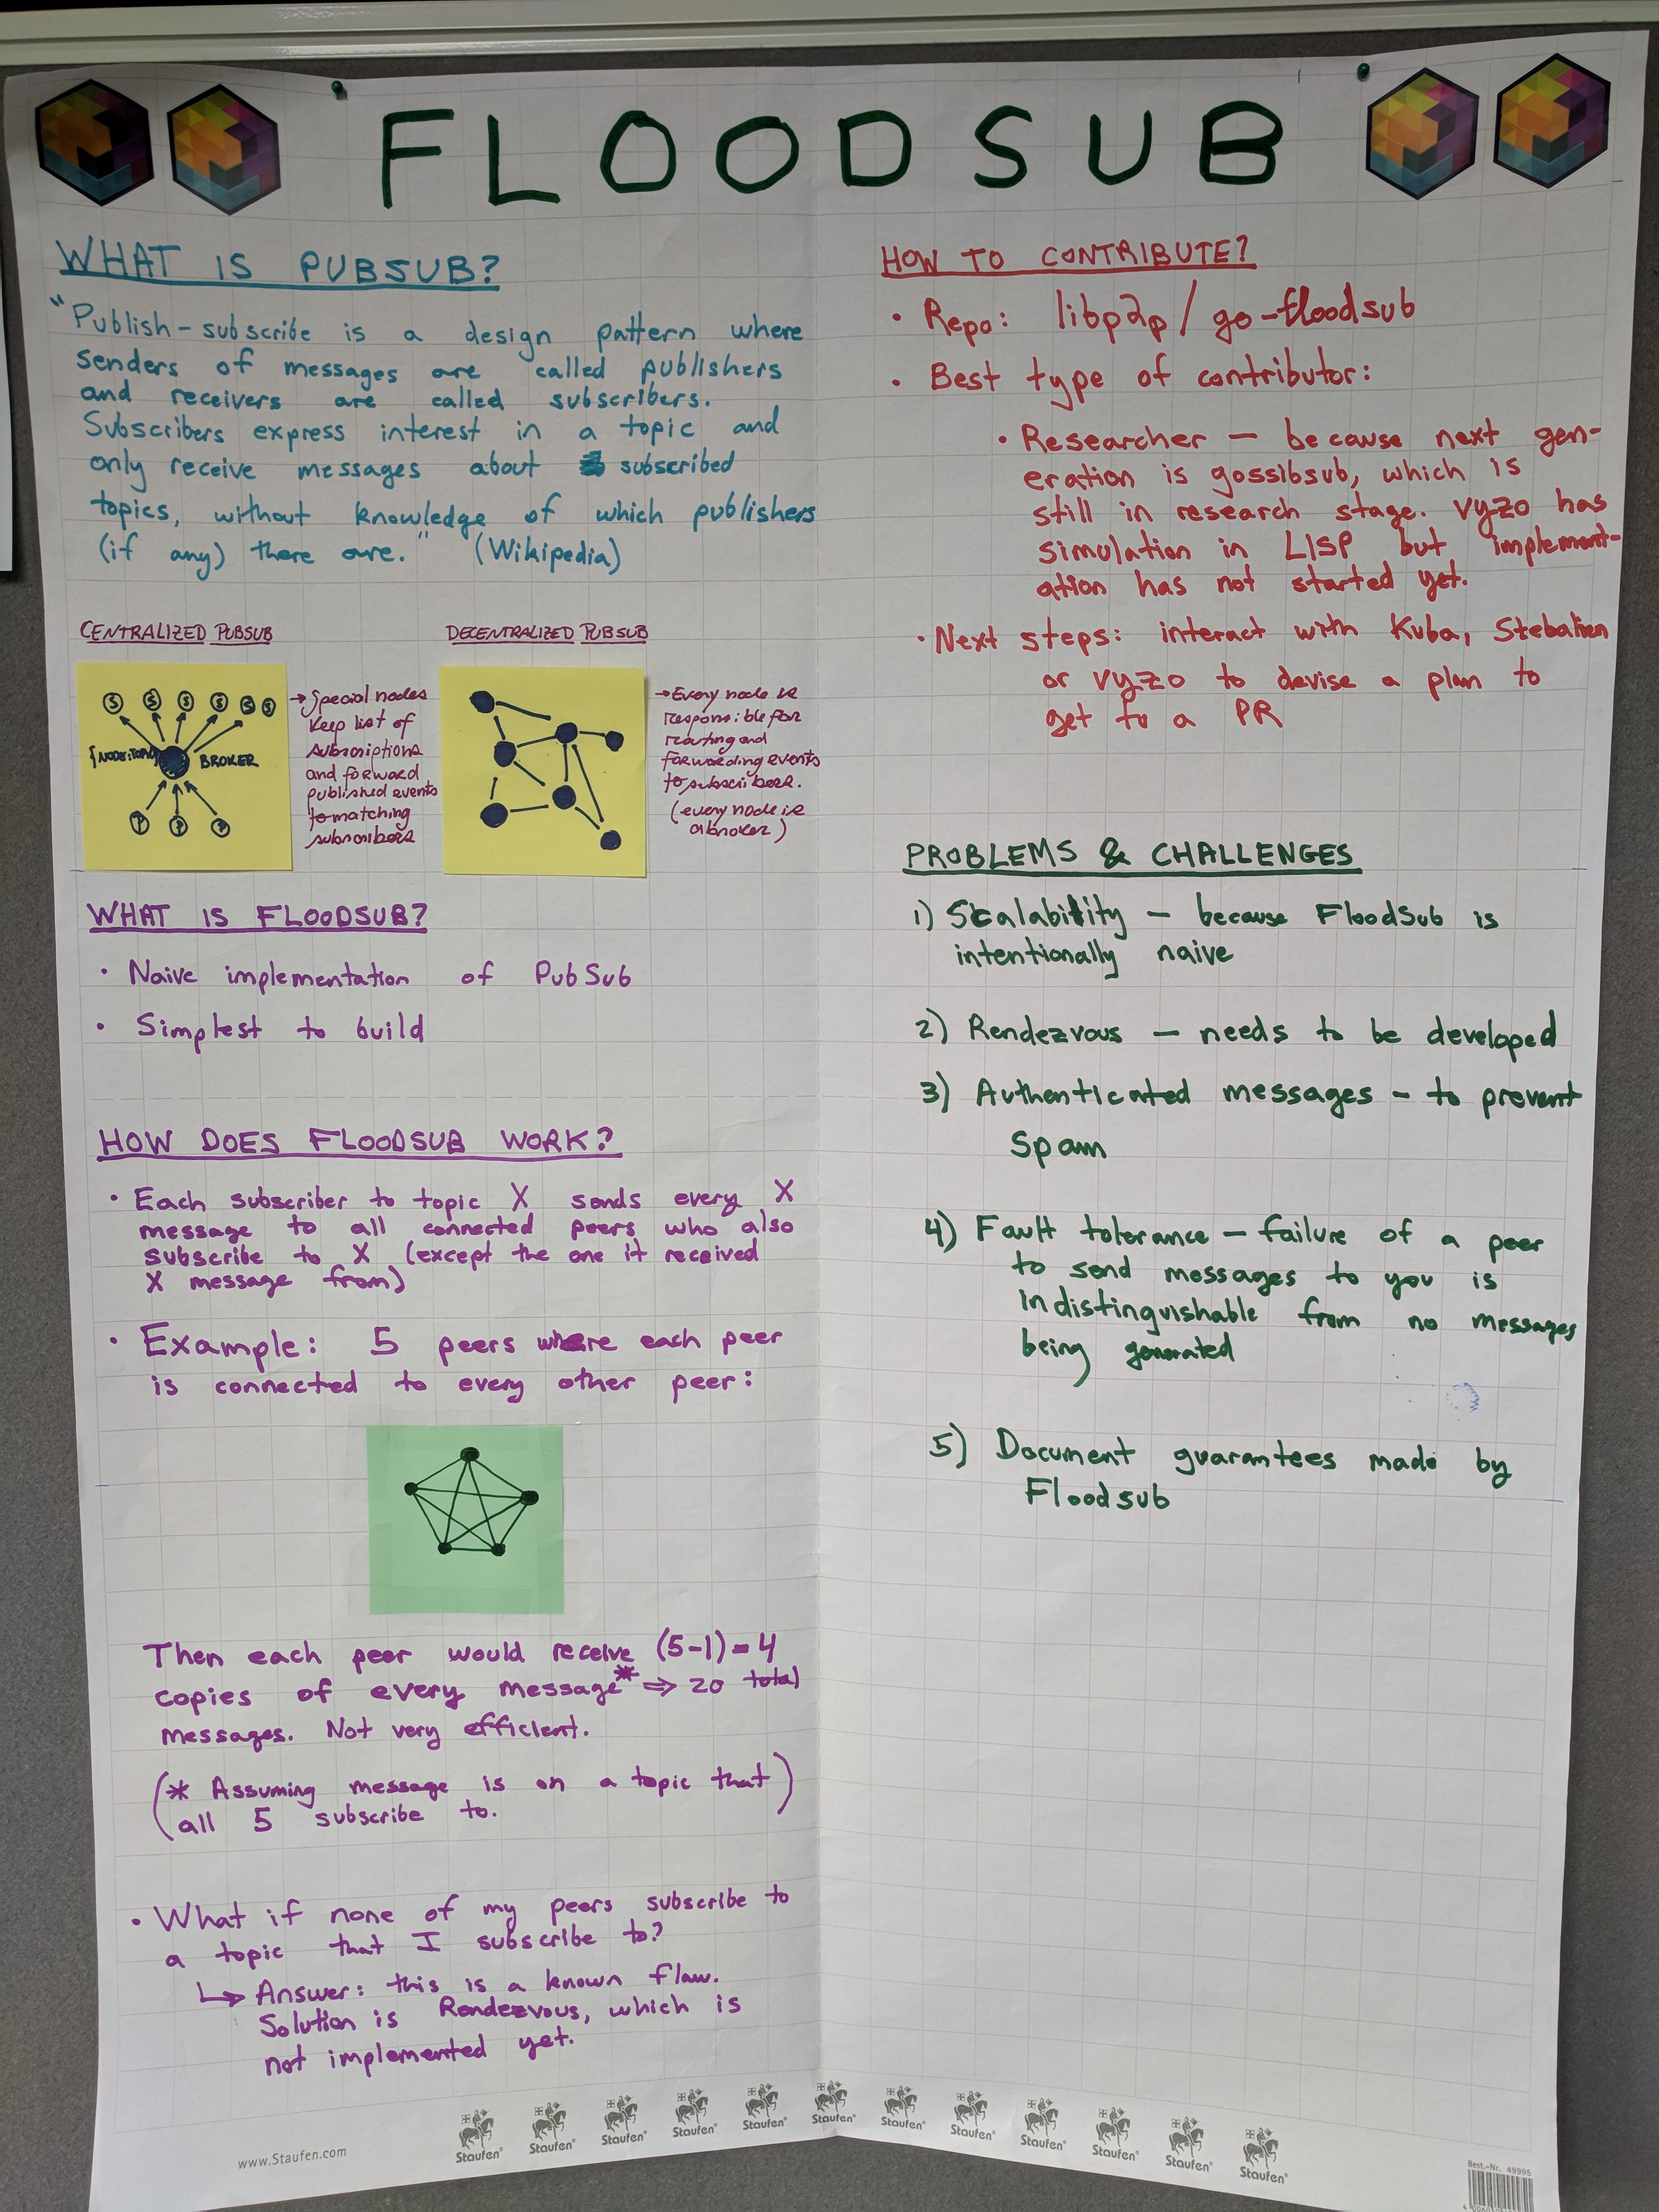 FLOODSUB
WHAT IS PUBSUB?
"Publish-subscribe is a design pattern where
senders of messages are called publishers
and receivers are called subscribers.
Subscribers express interest in a topic and
only receive messages about subscribed
topics, without knowledge of which publishers
(if any) there are." (Wikipedia)
CENTRALIZED PUBSUB
S S S S S S
{NODE:TOPIC
BROKER
P P P
→ Special nodes
Keep list of
subscriptions
and forward
published events
to matching
subscribers
DECENTRALIZED PUBSUB
→ Every node is
responsible for
routing and
forwarding events
to subscribers.
(every node is
a broker)
WHAT IS FLOODSUB?
• Naive implementation of PubSub
• Simplest to build
HOW DOES FLOODSUB WORK?
• Each subscriber to topic X sends every X
message to all connected peers who also
subscribe to X (except the one it received
X message from)
• Example: 5 peers where each peer
is connected to every other peer:
Then each peer would receive (5-1)=4
copies of every message* ⇒ 20 total
messages. Not very efficient.
(* Assuming message is on a topic that
all 5 subscribe to.)
• What if none of my peers subscribe to
a topic that I subscribe to?
↳ Answer: this is a known flaw.
Solution is Rendezvous, which is
not implemented yet.
HOW TO CONTRIBUTE?
• Repo: libp2p/go-floodsub
• Best type of contributor:
• Researcher — because next gen-
eration is gossibsub, which is
still in research stage. vyzo has
simulation in LISP but implement-
ation has not started yet.
• Next steps: interact with Kuba, Stebalien
or vyzo to devise a plan to
get to a PR
PROBLEMS & CHALLENGES
1) Scalability — because FloodSub is
intentionally naive
2) Rendezvous — needs to be developed
3) Authenticated messages - to prevent
Spam
4) Fault tolerance — failure of a peer
to send messages to you is
indistinguishable from no messages
being generated
5) Document guarantees made by
Floodsub
www.Staufen.com
Staufen® Staufen® Staufen® Staufen® Staufen® Staufen® Staufen® Staufen® Staufen® Staufen® Staufen® Staufen®
Best.-Nr. 49995